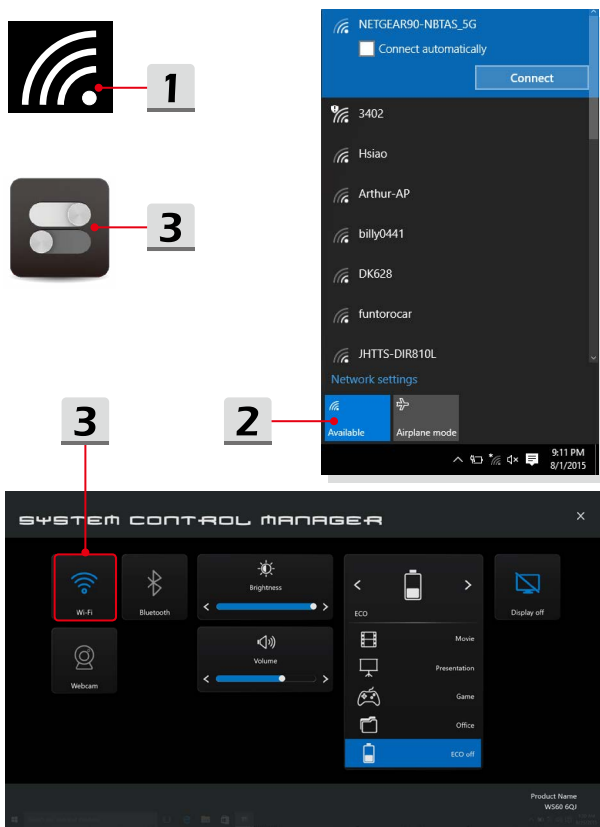 1
NETGEAR90-NBTAS_5G
Connect automatically
Connect
3402
Hsiao
Arthur-AP
billy0441
DK628
funtorocar
JHTTS-DIR810L
Network settings
Available
Airplane mode
9:11 PM
8/1/2015
3
2
3
SYSTEM CONTROL MANAGER
Wi-Fi
Bluetooth
Brightness
ECO
Display off
Webcam
Volume
Movie
Presentation
Game
Office
ECO off
Product Name
WS60 6QJ